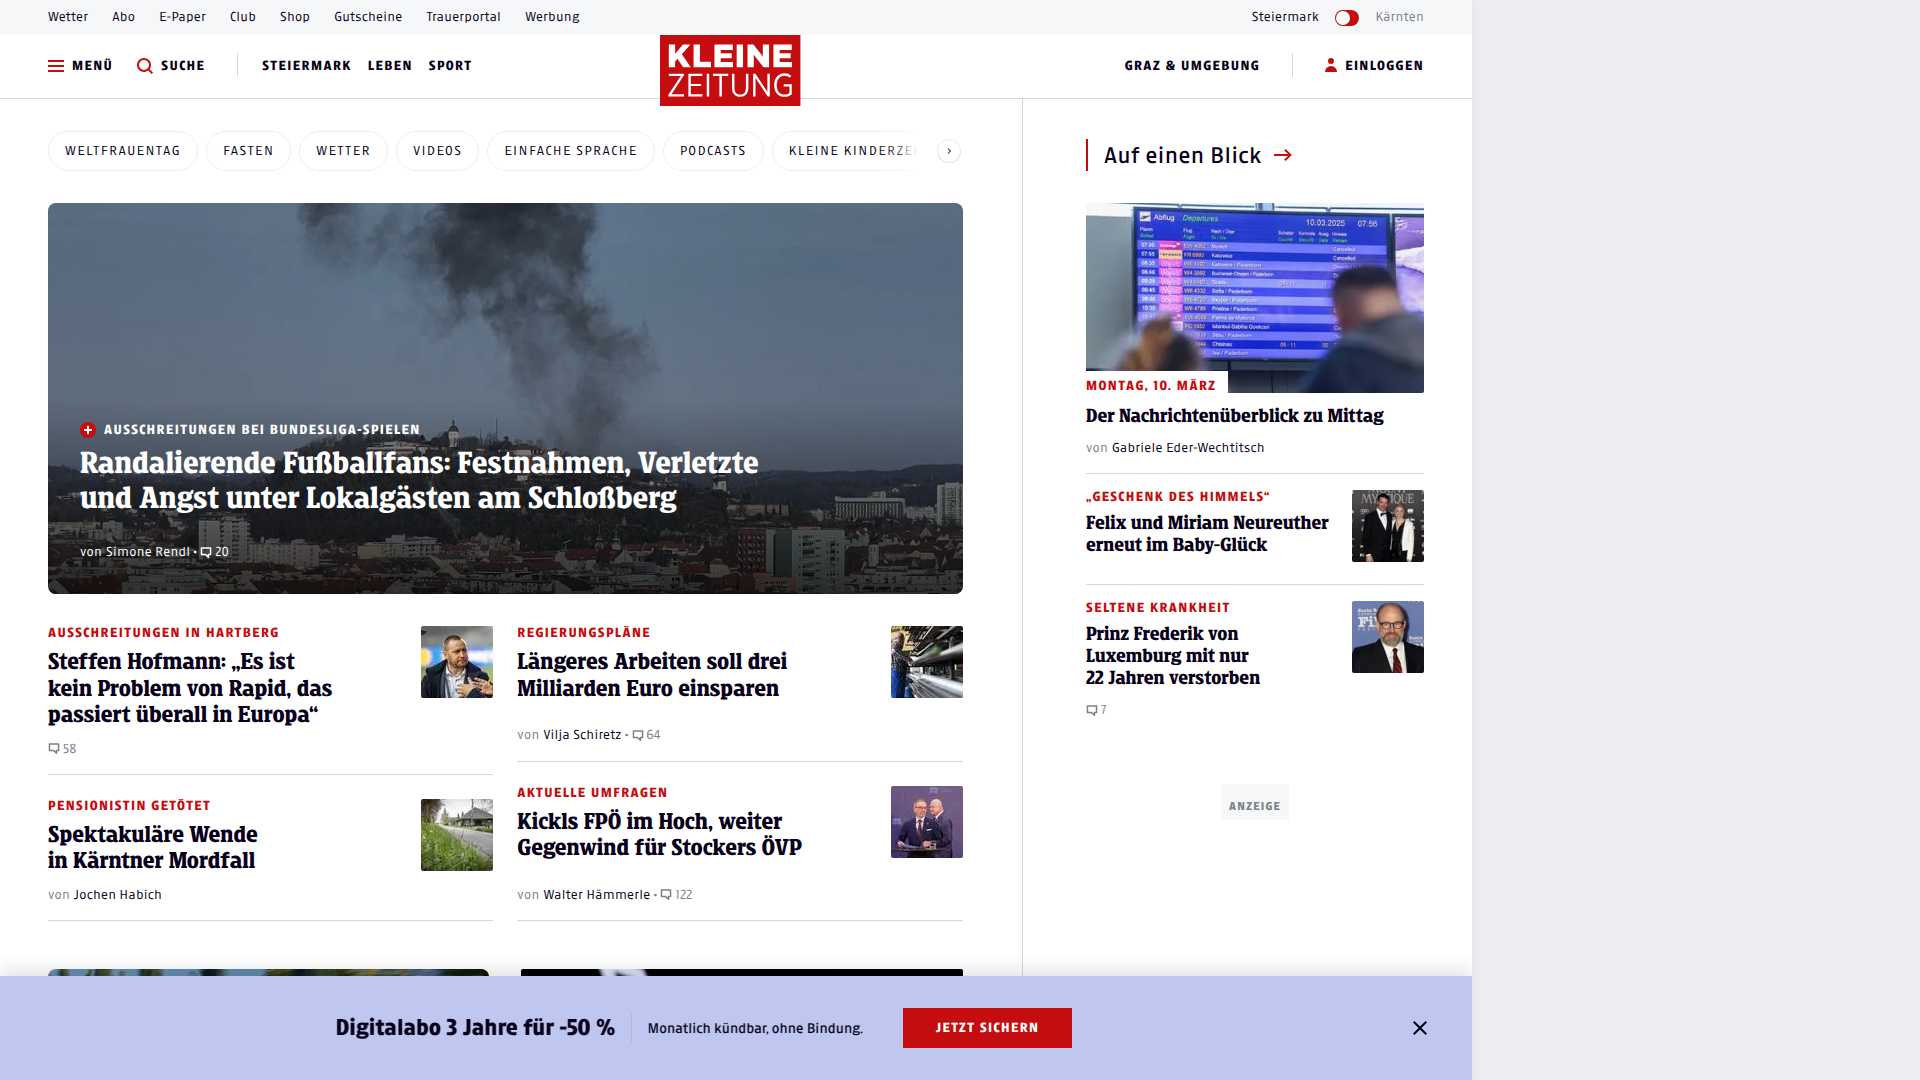 Wetter Abo E-Paper Club Shop Gutscheine Trauerportal Werbung
Steiermark Kärnten
MENÜ SUCHE STEIERMARK LEBEN SPORT
KLEINE
ZEITUNG
GRAZ & UMGEBUNG EINLOGGEN
WELTFRAUENTAG FASTEN WETTER VIDEOS EINFACHE SPRACHE PODCASTS KLEINE KINDERZE
AUSSCHREITUNGEN BEI BUNDESLIGA-SPIELEN
Randalierende Fußballfans: Festnahmen, Verletzte
und Angst unter Lokalgästen am Schloßberg
von Simone Rendl • 20
AUSSCHREITUNGEN IN HARTBERG
Steffen Hofmann: „Es ist
kein Problem von Rapid, das
passiert überall in Europa“
58
REGIERUNGSPLÄNE
Längeres Arbeiten soll drei
Milliarden Euro einsparen
von Vilja Schiretz • 64
PENSIONISTIN GETÖTET
Spektakuläre Wende
in Kärntner Mordfall
von Jochen Habich
AKTUELLE UMFRAGEN
Kickls FPÖ im Hoch, weiter
Gegenwind für Stockers ÖVP
von Walter Hämmerle • 122
Auf einen Blick
Abflug Departures 10.03.2025 07:56
MONTAG, 10. MÄRZ
Der Nachrichtenüberblick zu Mittag
von Gabriele Eder-Wechtitsch
„GESCHENK DES HIMMELS“
Felix und Miriam Neureuther
erneut im Baby-Glück
SELTENE KRANKHEIT
Prinz Frederik von
Luxemburg mit nur
22 Jahren verstorben
7
ANZEIGE
Digitalabo 3 Jahre für -50 %
Monatlich kündbar, ohne Bindung.
JETZT SICHERN